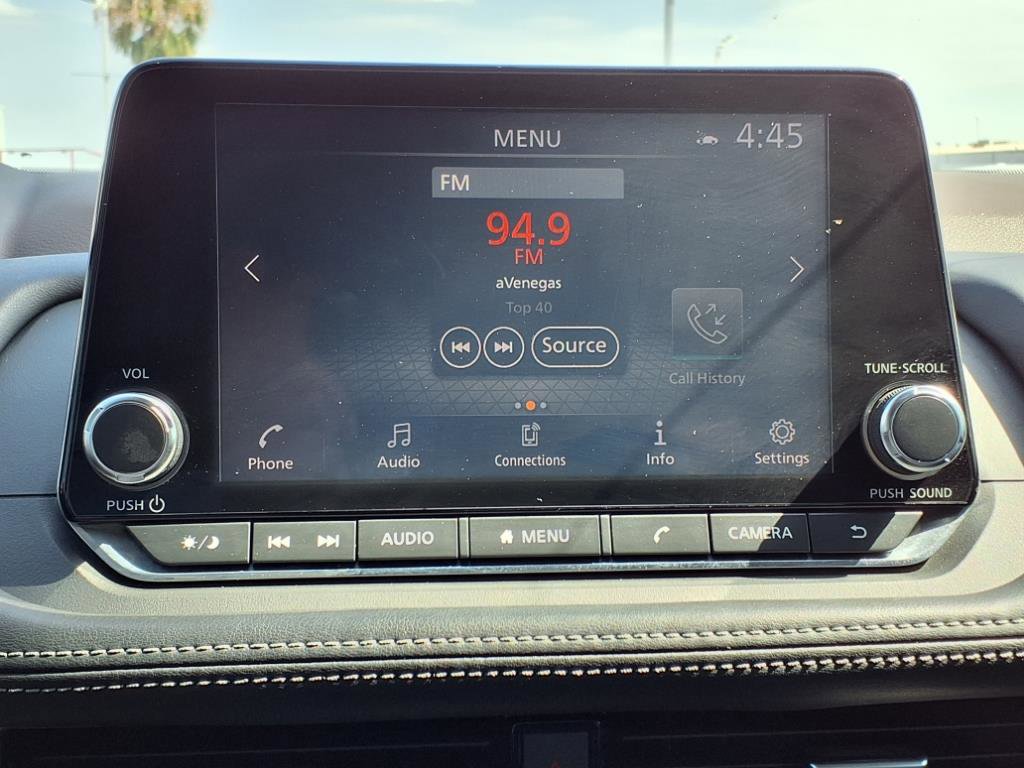 MENU 4:45
FM
94.9
FM
aVenegas
Top 40
Source
Call History
Phone Audio Connections Info Settings
VOL
PUSH
TUNE·SCROLL
PUSH SOUND
AUDIO MENU CAMERA